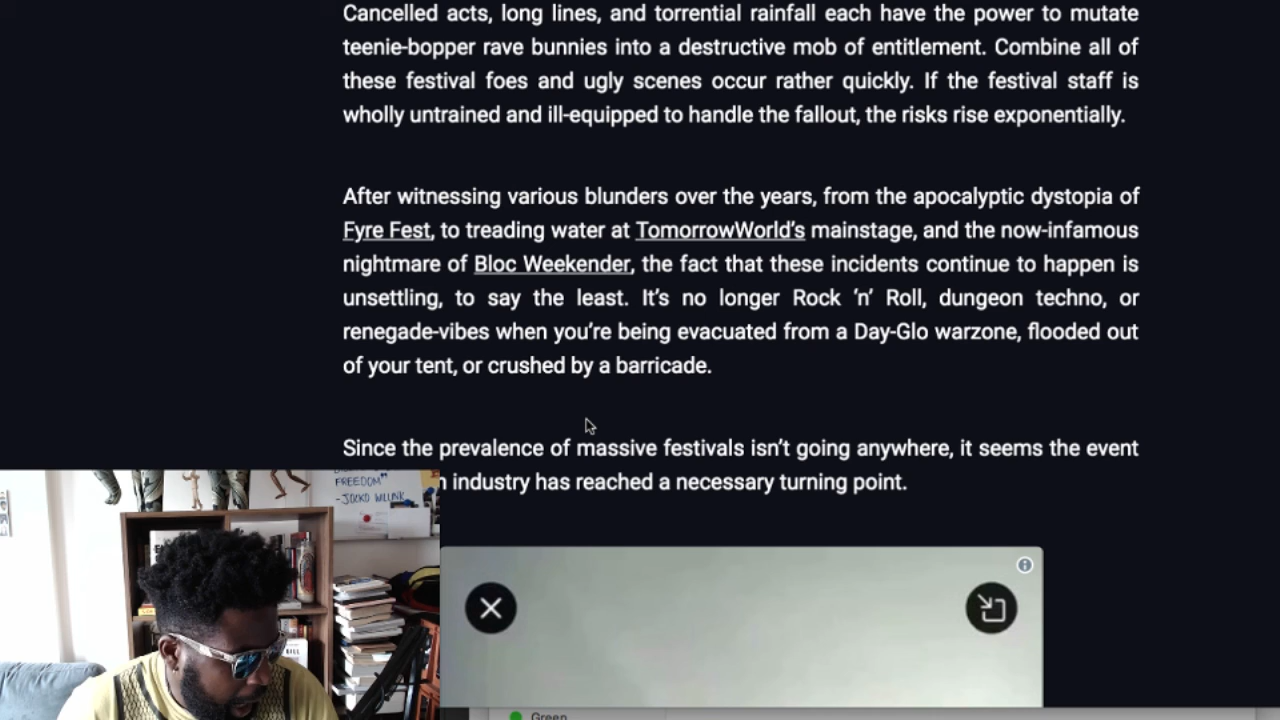 Cancelled acts, long lines, and torrential rainfall each have the power to mutate
teenie-bopper rave bunnies into a destructive mob of entitlement. Combine all of
these festival foes and ugly scenes occur rather quickly. If the festival staff is
wholly untrained and ill-equipped to handle the fallout, the risks rise exponentially.
After witnessing various blunders over the years, from the apocalyptic dystopia of
Fyre Fest, to treading water at TomorrowWorld's mainstage, and the now-infamous
nightmare of Bloc Weekender, the fact that these incidents continue to happen is
unsettling, to say the least. It's no longer Rock 'n' Roll, dungeon techno, or
renegade-vibes when you're being evacuated from a Day-Glo warzone, flooded out
of your tent, or crushed by a barricade.
Since the prevalence of massive festivals isn't going anywhere, it seems the event
n industry has reached a necessary turning point.
FREEDOM"
-JOCKO WILLINK
Green